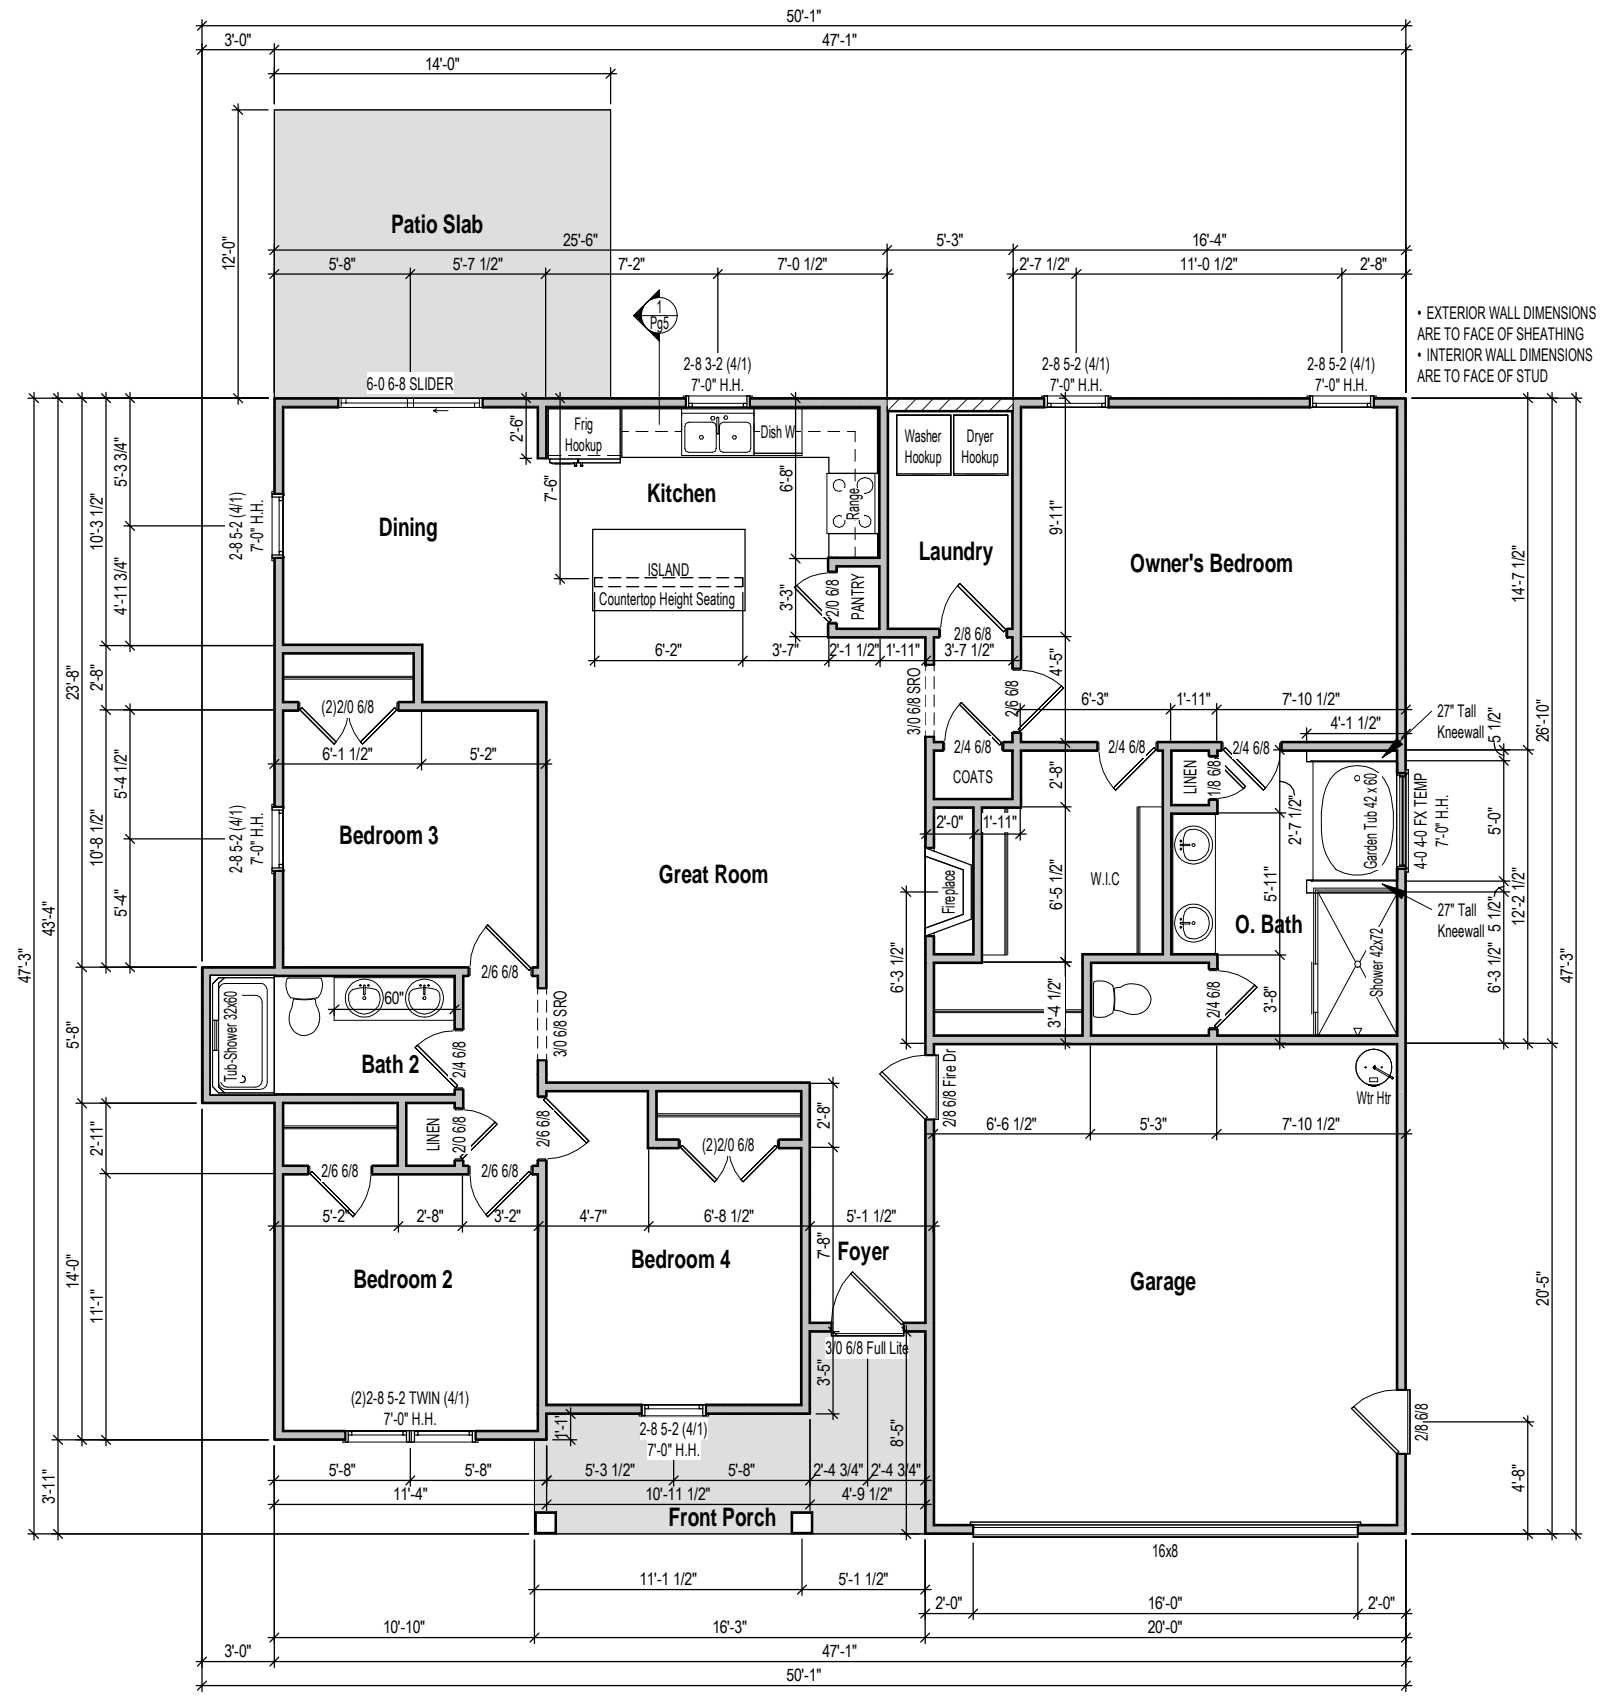 50'-1"
3'-0"
47'-1"
14'-0"
12'-0"
Patio Slab
25'-6"
5'-3"
16'-4"
5'-8"
5'-7 1/2"
7'-2"
7'-0 1/2"
2'-7 1/2"
11'-0 1/2"
2'-8"
1
Pg5
• EXTERIOR WALL DIMENSIONS
ARE TO FACE OF SHEATHING
• INTERIOR WALL DIMENSIONS
ARE TO FACE OF STUD
6-0 6-8 SLIDER
2-8 3-2 (4/1)
7'-0" H.H.
2-8 5-2 (4/1)
7'-0" H.H.
2-8 5-2 (4/1)
7'-0" H.H.
2'-6"
Frig
Hookup
Dish W
Washer
Hookup
Dryer
Hookup
5'-3 3/4"
10'-3 1/2"
2-8 5-2 (4/1)
7'-0" H.H.
4'-11 3/4"
7'-6"
6'-8"
Range
9'-11"
14'-7 1/2"
Kitchen
Dining
Laundry
Owner's Bedroom
ISLAND
Countertop Height Seating
3'-3"
2/0 6/8
PANTRY
2/8 6/8
6'-2"
3'-7"
2'-1 1/2"
1'-11"
3'-7 1/2"
4'-5"
23'-8"
2'-8"
(2)2/0 6/8
3/0 6/8 SRO
2/6 6/8
6'-3"
1'-11"
7'-10 1/2"
4'-1 1/2"
27" Tall
Kneewall
5 1/2"
26'-10"
6'-1 1/2"
5'-2"
2/4 6/8
2/4 6/8
2/4 6/8
COATS
2'-8"
LINEN
1/8 6/8
5'-4 1/2"
10'-8 1/2"
2-8 5-2 (4/1)
7'-0" H.H.
5'-4"
Bedroom 3
Great Room
2'-0"
1'-11"
2'-7 1/2"
Garden Tub 42 x 60
4-0 4-0 FX TEMP
7'-0" H.H.
5'-0"
Fireplace
6'-5 1/2"
W.I.C
5'-11"
O. Bath
27" Tall
Kneewall
5 1/2"
12'-2 1/2"
6'-3 1/2"
Shower 42x72
6'-3 1/2"
47'-3"
43'-4"
47'-3"
2/6 6/8
3/0 6/8 SRO
60"
Tub-Shower 32x60
2/4 6/8
Bath 2
5'-8"
3'-4 1/2"
2/4 6/8
3'-8"
2/8 6/8 Fire Dr
Wtr Htr
6'-6 1/2"
5'-3"
7'-10 1/2"
2'-11"
LINEN
2/0 6/8
2/6 6/8
2'-8"
(2)2/0 6/8
2/6 6/8
2/6 6/8
5'-2"
2'-8"
3'-2"
4'-7"
6'-8 1/2"
5'-1 1/2"
7'-8"
Foyer
Bedroom 2
Bedroom 4
Garage
14'-0"
11'-1"
20'-5"
3/0 6/8 Full Lite
3'-5"
(2)2-8 5-2 TWIN (4/1)
7'-0" H.H.
1'-1"
2-8 5-2 (4/1)
7'-0" H.H.
8'-5"
2/8 6/8
5'-8"
5'-8"
5'-3 1/2"
5'-8"
2'-4 3/4"
2'-4 3/4"
3'-11"
4'-8"
11'-4"
10'-11 1/2"
4'-9 1/2"
Front Porch
16x8
11'-1 1/2"
5'-1 1/2"
2'-0"
16'-0"
2'-0"
10'-10"
16'-3"
20'-0"
3'-0"
47'-1"
50'-1"